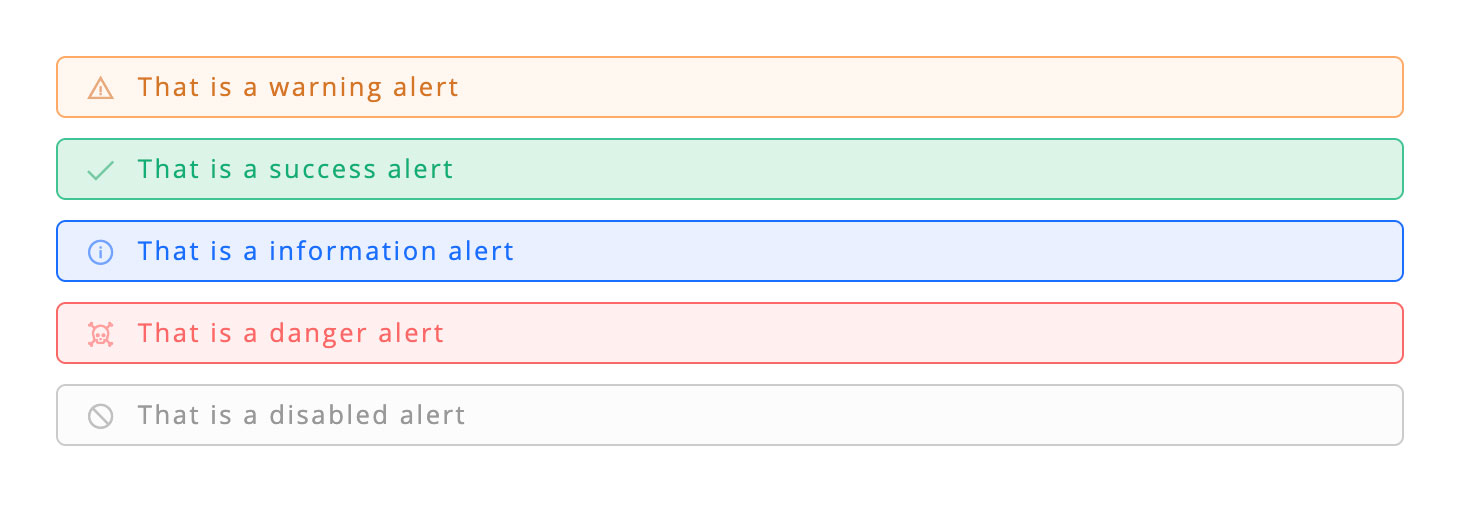 That is a warning alert
That is a success alert
That is a information alert
That is a danger alert
That is a disabled alert